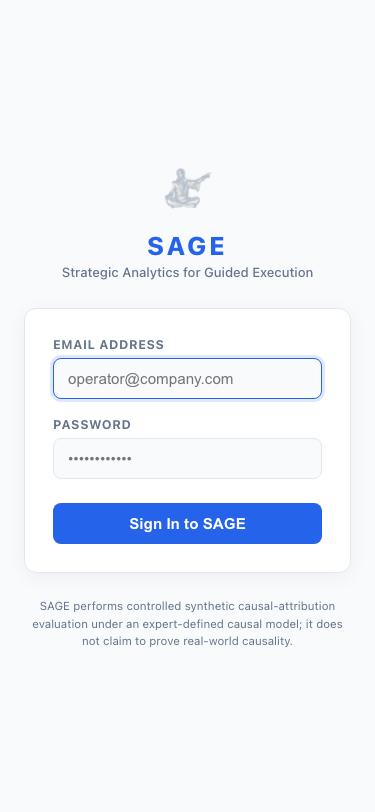 SAGE
Strategic Analytics for Guided Execution
EMAIL ADDRESS
operator@company.com
PASSWORD
••••••••••••
Sign In to SAGE
SAGE performs controlled synthetic causal-attribution
evaluation under an expert-defined causal model; it does
not claim to prove real-world causality.